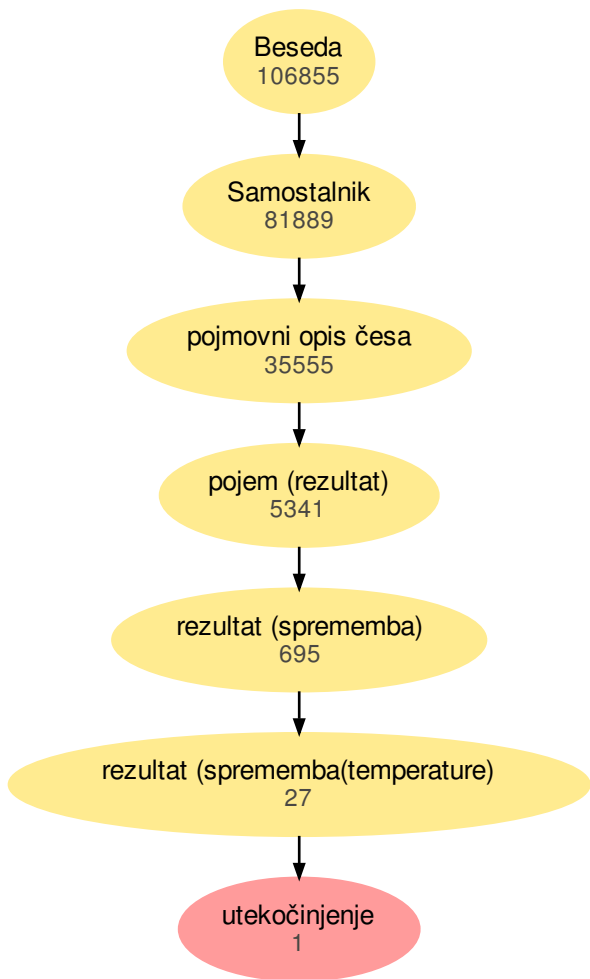 Beseda
106855
Samostalnik
81889
pojmovni opis česa
35555
pojem (rezultat)
5341
rezultat (sprememba)
695
rezultat (sprememba(temperature)
27
utekočinjenje
1